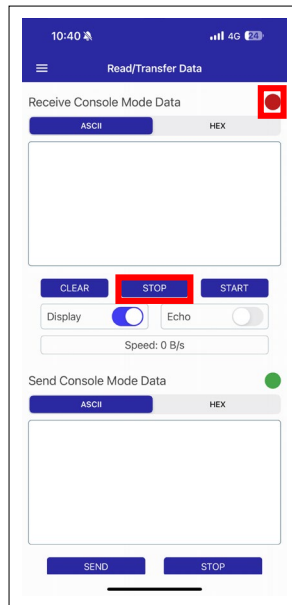 10:40 4G 24
Read/Transfer Data
Receive Console Mode Data
ASCII HEX
CLEAR STOP START
Display Echo
Speed: 0 B/s
Send Console Mode Data
ASCII HEX
SEND STOP